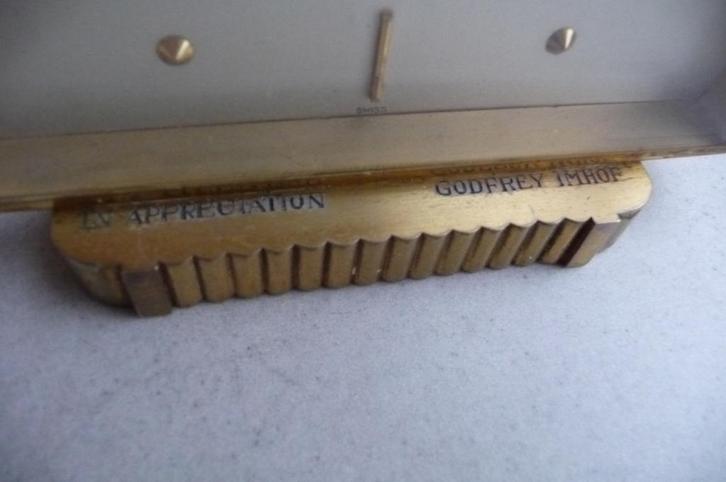 SWISS
IN APPRECIATION
GODFREY IMHOF